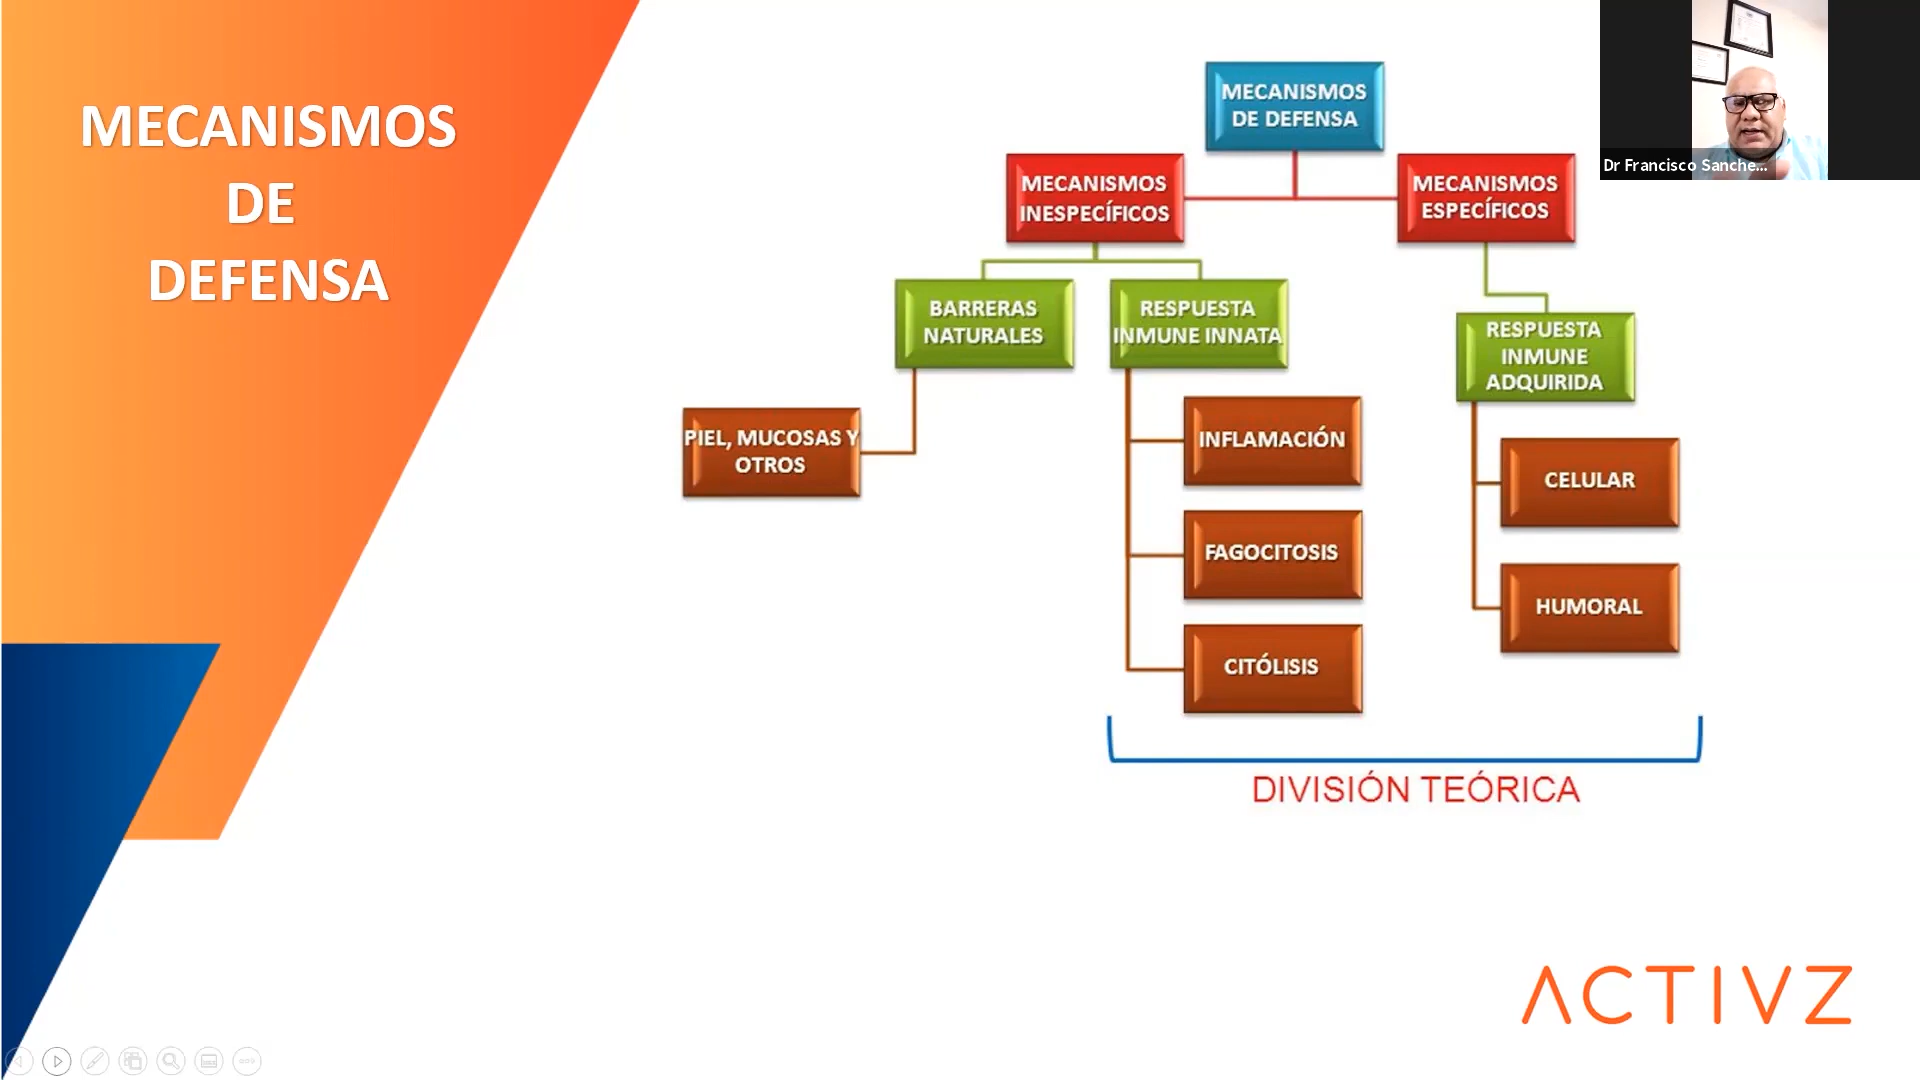 MECANISMOS
DE
DEFENSA
MECANISMOS
DE DEFENSA
MECANISMOS
INESPECÍFICOS
MECANISMOS
ESPECÍFICOS
BARRERAS
NATURALES
RESPUESTA
INMUNE INNATA
RESPUESTA
INMUNE
ADQUIRIDA
PIEL, MUCOSAS Y
OTROS
INFLAMACIÓN
FAGOCITOSIS
CITÓLISIS
CELULAR
HUMORAL
DIVISIÓN TEÓRICA
Dr Francisco Sanche...
ACTIVZ